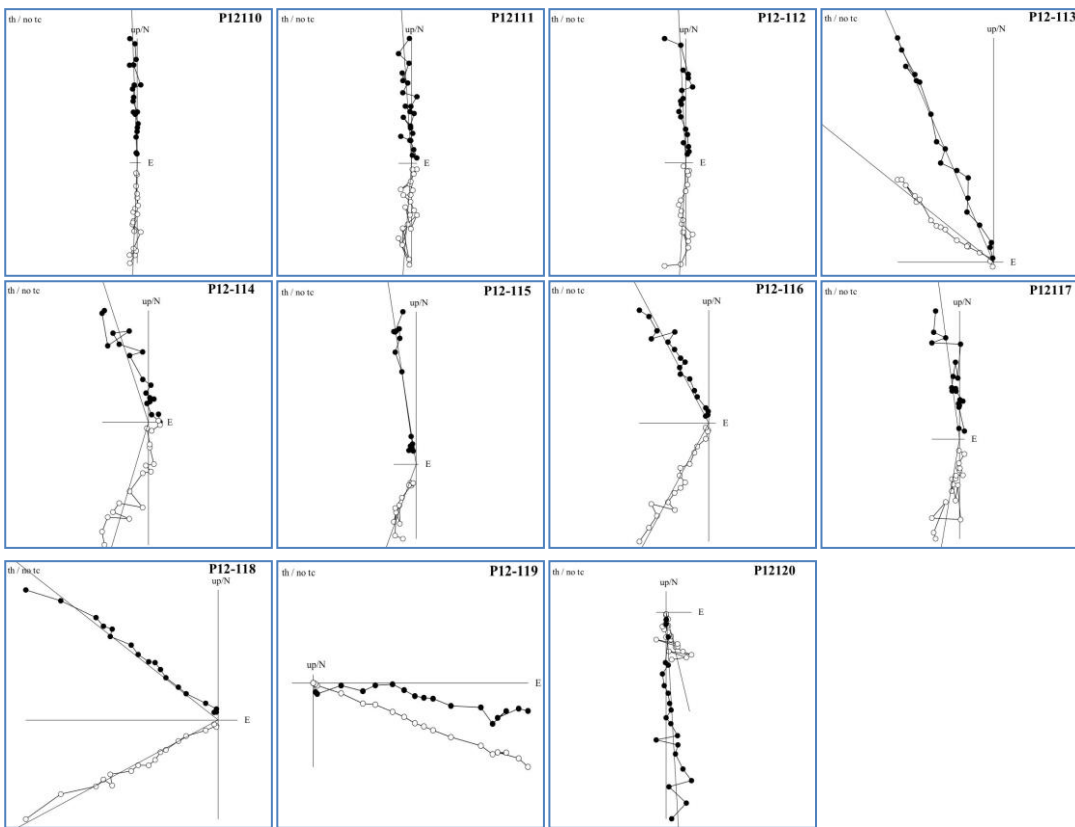 th / no tc P12110
up/N
E
th / no tc P12111
up/N
E
th / no tc P12-112
up/N
E
th / no tc P12-113
up/N
E
th / no tc P12-114
up/N
E
th / no tc P12-115
up/N
E
th / no tc P12-116
up/N
E
th / no tc P12117
up/N
E
th / no tc P12-118
up/N
E
th / no tc P12-119
up/N
E
th / no tc P12120
up/N
E